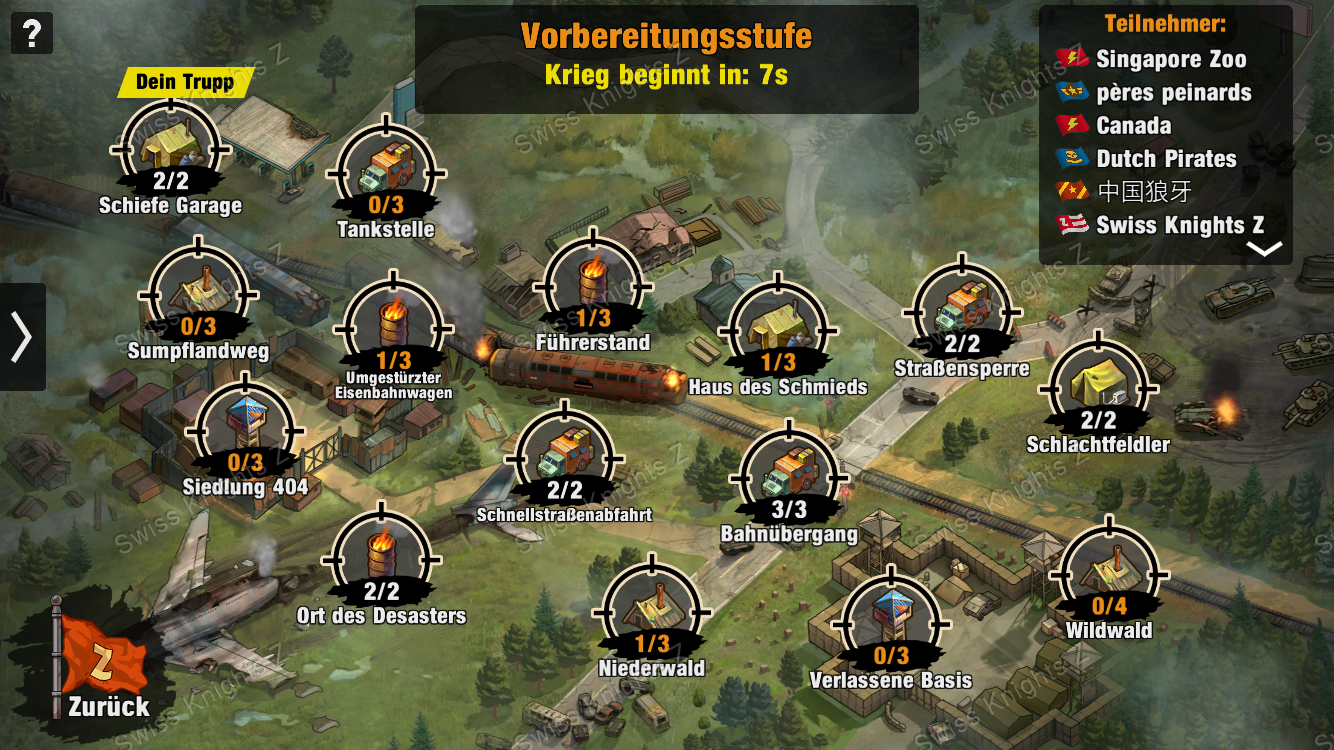 ?
Vorbereitungsstufe
Krieg beginnt in: 7s
Teilnehmer:
Singapore Zoo
pères peinards
Canada
Dutch Pirates
中国狼牙
Swiss Knights Z
Dein Trupp
2/2
Schiefe Garage
0/3
Tankstelle
0/3
Sumpflandweg
1/3
Umgestürzter
Eisenbahnwagen
1/3
Führerstand
1/3
Haus des Schmieds
2/2
Straßensperre
2/2
Schlachtfeldler
0/3
Siedlung 404
2/2
Schnellstraßenabfahrt
3/3
Bahnübergang
2/2
Ort des Desasters
1/3
Niederwald
0/3
Verlassene Basis
0/4
Wildwald
Z
Zurück
Swiss Knights Z